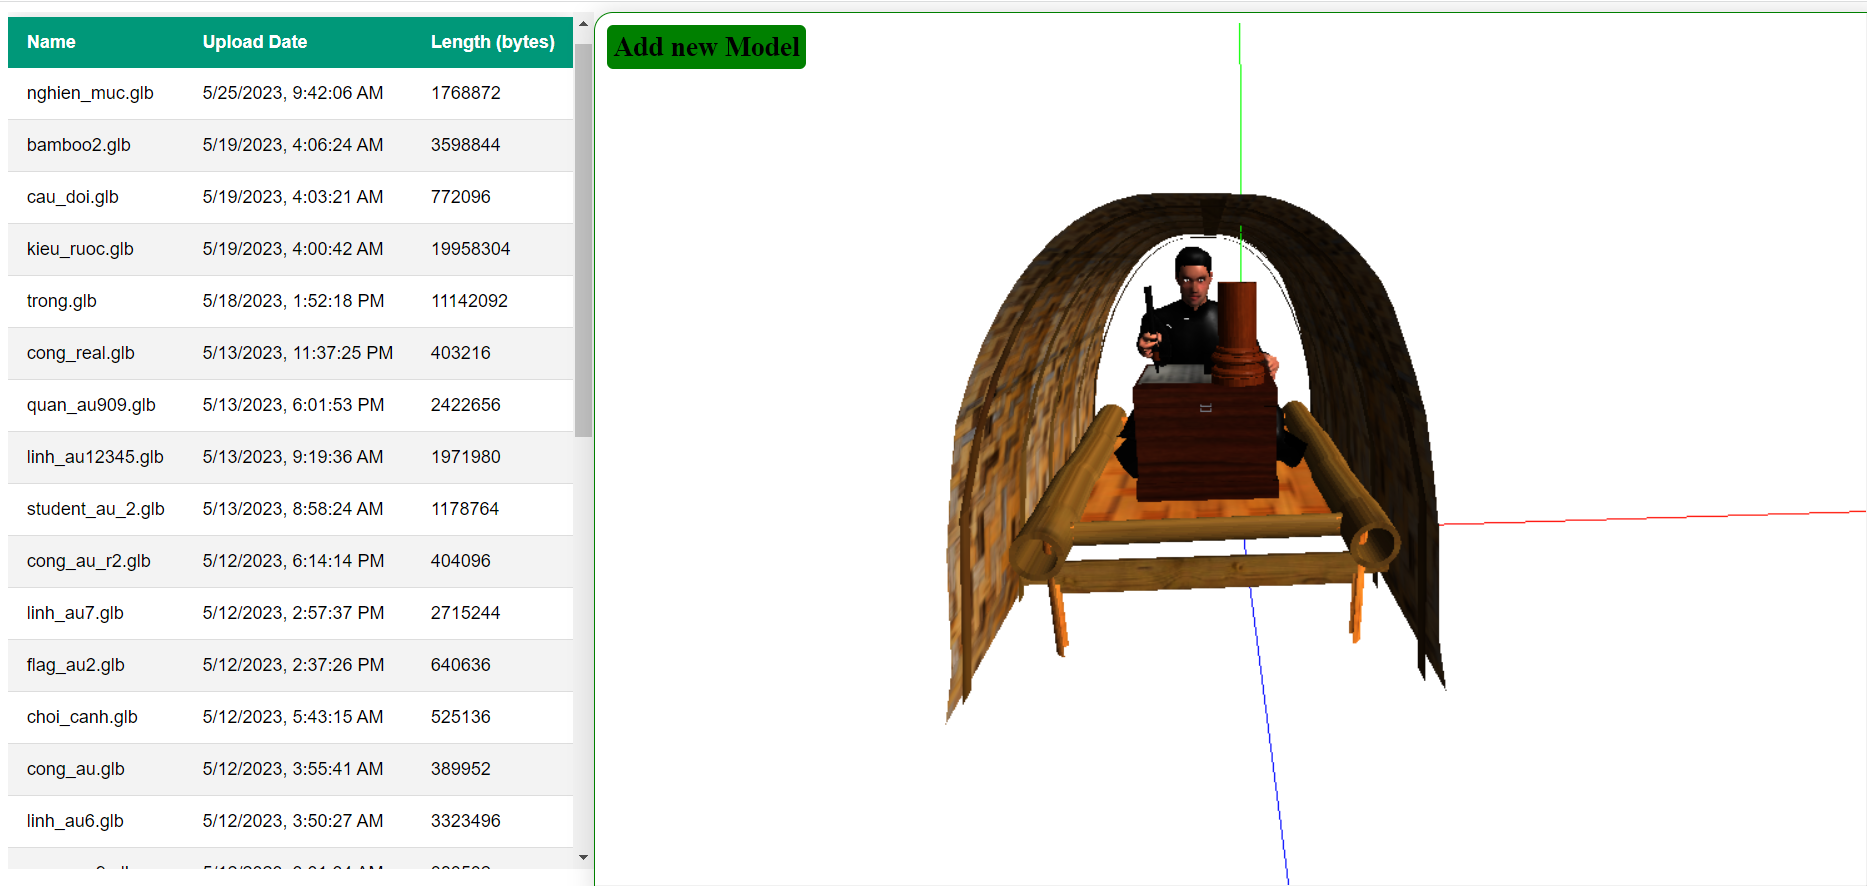 Name Upload Date Length (bytes)
nghien_muc.glb 5/25/2023, 9:42:06 AM 1768872
bamboo2.glb 5/19/2023, 4:06:24 AM 3598844
cau_doi.glb 5/19/2023, 4:03:21 AM 772096
kieu_ruoc.glb 5/19/2023, 4:00:42 AM 19958304
trong.glb 5/18/2023, 1:52:18 PM 11142092
cong_real.glb 5/13/2023, 11:37:25 PM 403216
quan_au909.glb 5/13/2023, 6:01:53 PM 2422656
linh_au12345.glb 5/13/2023, 9:19:36 AM 1971980
student_au_2.glb 5/13/2023, 8:58:24 AM 1178764
cong_au_r2.glb 5/12/2023, 6:14:14 PM 404096
linh_au7.glb 5/12/2023, 2:57:37 PM 2715244
flag_au2.glb 5/12/2023, 2:37:26 PM 640636
choi_canh.glb 5/12/2023, 5:43:15 AM 525136
cong_au.glb 5/12/2023, 3:55:41 AM 389952
linh_au6.glb 5/12/2023, 3:50:27 AM 3323496
Add new Model